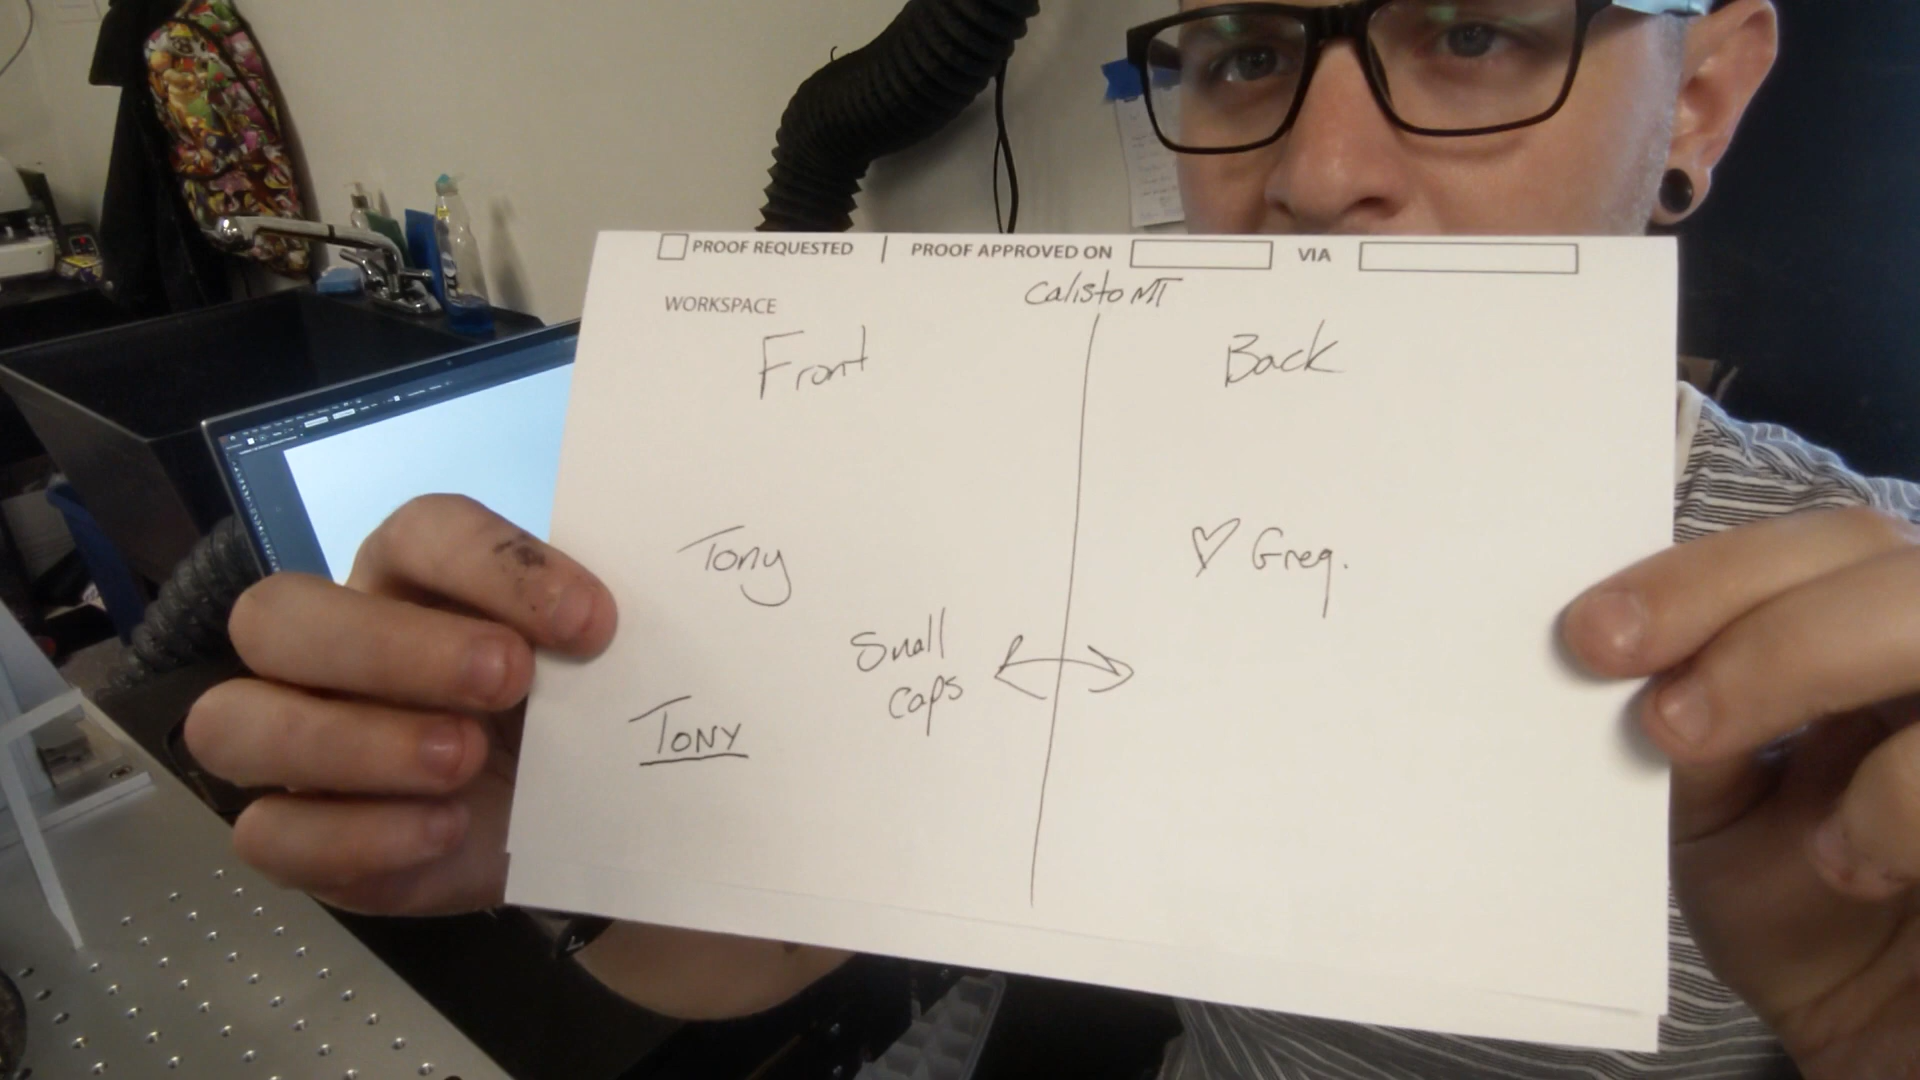 PROOF REQUESTED | PROOF APPROVED ON VIA
Calisto MT
WORKSPACE
Front
Back
Tony
♡ Greg.
Small
caps
TONY